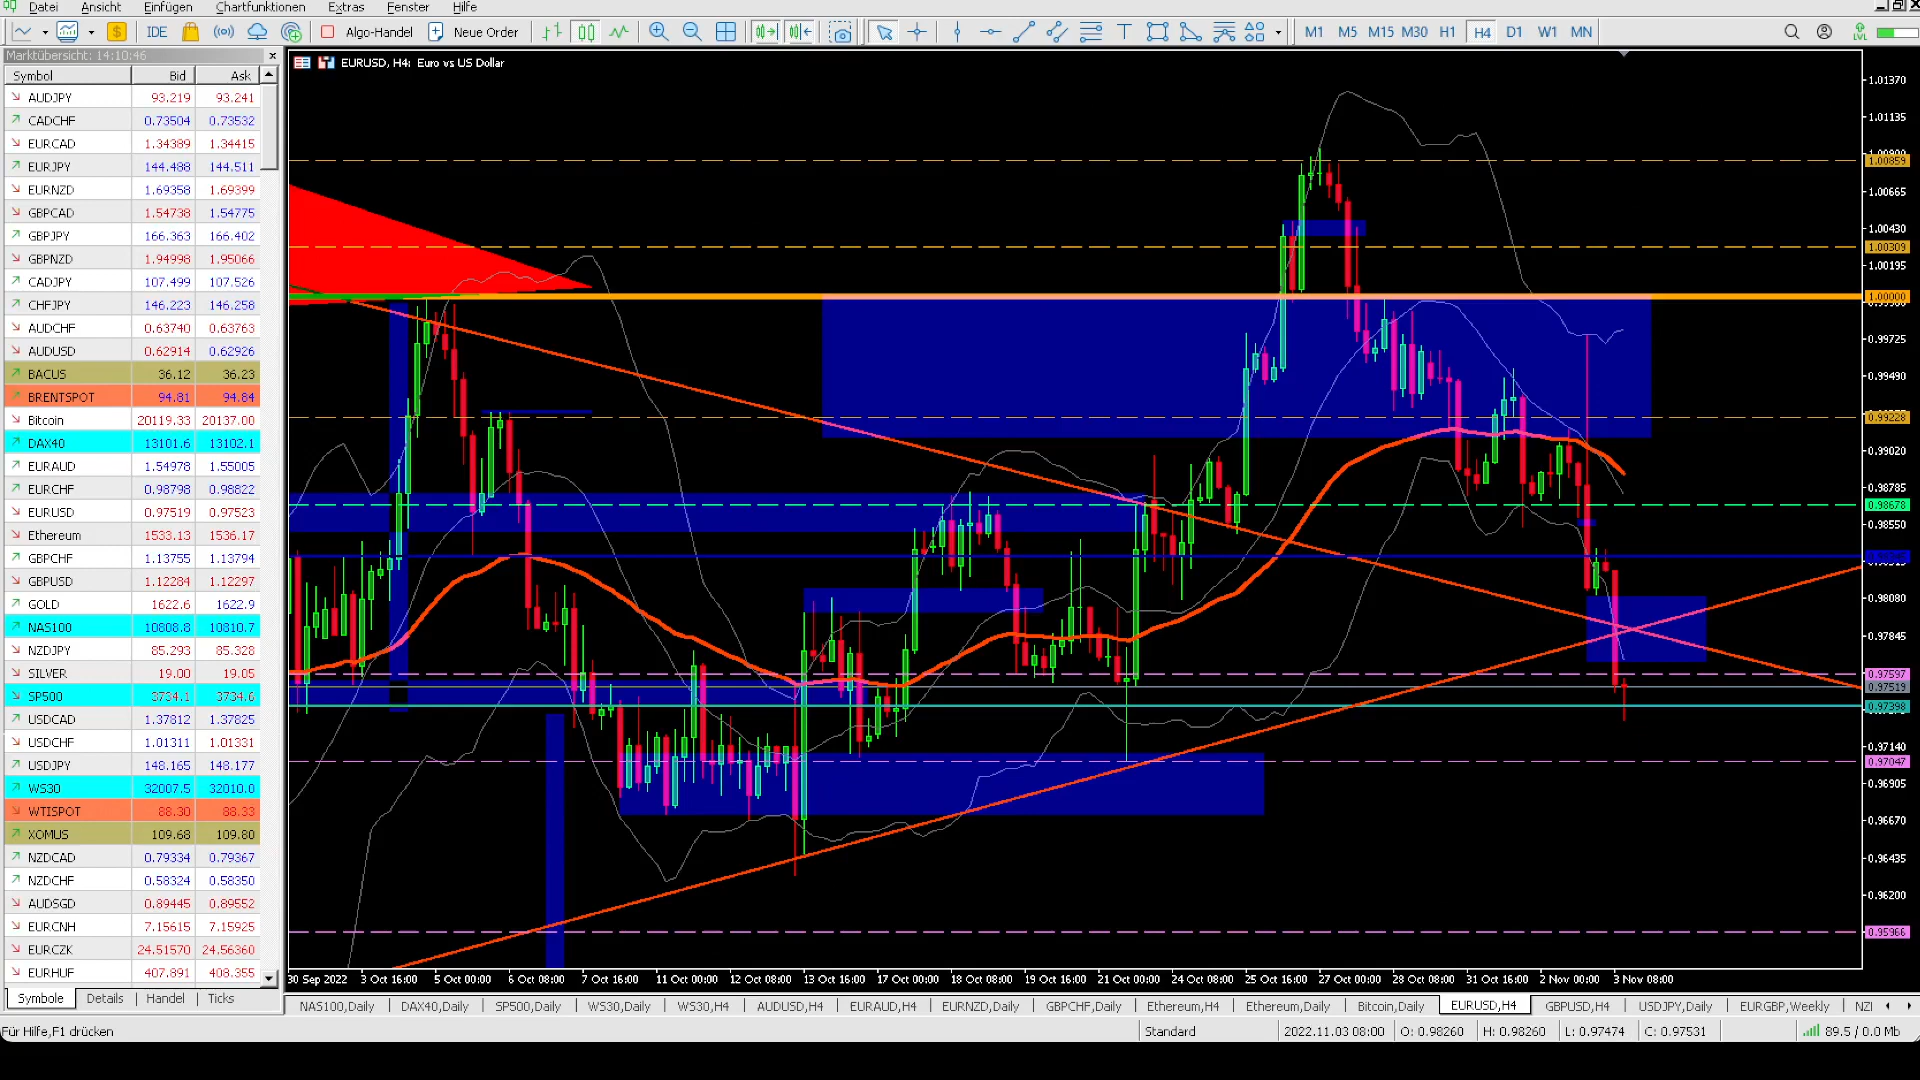 Datei Ansicht Einfügen Chartfunktionen Extras Fenster Hilfe
IDE Algo-Handel Neue Order M1 M5 M15 M30 H1 H4 D1 W1 MN LVL
Marktübersicht: 14:10:46
Symbol Bid Ask
AUDJPY 93.219 93.241
CADCHF 0.73504 0.73532
EURCAD 1.34389 1.34415
EURJPY 144.488 144.511
EURNZD 1.69358 1.69399
GBPCAD 1.54738 1.54775
GBPJPY 166.363 166.402
GBPNZD 1.94998 1.95066
CADJPY 107.499 107.526
CHFJPY 146.223 146.258
AUDCHF 0.63740 0.63763
AUDUSD 0.62914 0.62926
BACUS 36.12 36.23
BRENTSPOT 94.81 94.84
Bitcoin 20119.33 20137.00
DAX40 13101.6 13102.1
EURAUD 1.54978 1.55005
EURCHF 0.98798 0.98822
EURUSD 0.97519 0.97523
Ethereum 1533.13 1536.17
GBPCHF 1.13755 1.13794
GBPUSD 1.12284 1.12297
GOLD 1622.6 1622.9
NAS100 10808.8 10810.7
NZDJPY 85.293 85.328
SILVER 19.00 19.05
SP500 3734.1 3734.6
USDCAD 1.37812 1.37825
USDCHF 1.01311 1.01331
USDJPY 148.165 148.177
WS30 32007.5 32010.0
WTISPOT 88.30 88.33
XOMUS 109.68 109.80
NZDCAD 0.79334 0.79367
NZDCHF 0.58324 0.58350
AUDSGD 0.89445 0.89552
EURCNH 7.15615 7.15925
EURCZK 24.51570 24.56360
EURHUF 407.891 408.355
Symbole Details Handel Ticks
EURUSD, H4: Euro vs US Dollar
1.01370
1.01135
1.00859
1.00665
1.00430
1.00309
1.00195
1.00000
0.99725
0.99490
0.99228
0.99020
0.98785
0.98678
0.98550
0.98080
0.97845
0.97597
0.97519
0.97398
0.97140
0.97047
0.96905
0.96670
0.96435
0.96200
0.95966
30 Sep 2022 3 Oct 16:00 5 Oct 00:00 6 Oct 08:00 7 Oct 16:00 11 Oct 00:00 12 Oct 08:00 13 Oct 16:00 17 Oct 00:00 18 Oct 08:00 19 Oct 16:00 21 Oct 00:00 24 Oct 08:00 25 Oct 16:00 27 Oct 00:00 28 Oct 08:00 31 Oct 16:00 2 Nov 00:00 3 Nov 08:00
NAS100,Daily DAX40,Daily SP500,Daily WS30,Daily WS30,H4 AUDUSD,H4 EURAUD,H4 EURNZD,Daily GBPCHF,Daily Ethereum,H4 Ethereum,Daily Bitcoin,Daily EURUSD,H4 GBPUSD,H4 USDJPY,Daily EURGBP,Weekly NZI
Für Hilfe,F1 drücken Standard 2022.11.03 08:00 O: 0.98260 H: 0.98260 L: 0.97474 C: 0.97531 89.5 / 0.0 Mb